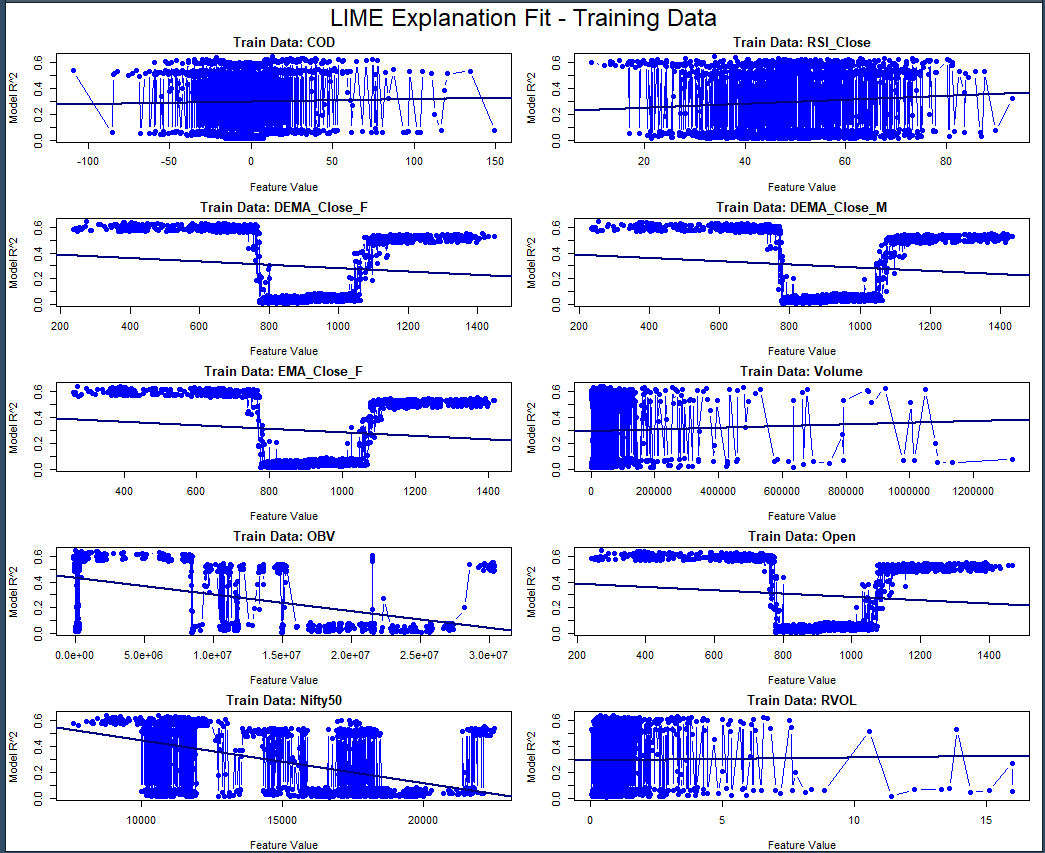 LIME Explanation Fit - Training Data
Train Data: COD
Model R^2
0.0 0.2 0.4 0.6
-100 -50 0 50 100 150
Feature Value
Train Data: RSI_Close
Model R^2
0.0 0.2 0.4 0.6
20 40 60 80
Feature Value
Train Data: DEMA_Close_F
Model R^2
0.0 0.2 0.4 0.6
200 400 600 800 1000 1200 1400
Feature Value
Train Data: DEMA_Close_M
Model R^2
0.0 0.2 0.4 0.6
200 400 600 800 1000 1200 1400
Feature Value
Train Data: EMA_Close_F
Model R^2
0.0 0.2 0.4 0.6
400 600 800 1000 1200 1400
Feature Value
Train Data: Volume
Model R^2
0.0 0.2 0.4 0.6
0 200000 400000 600000 800000 1000000 1200000
Feature Value
Train Data: OBV
Model R^2
0.0 0.2 0.4 0.6
0.0e+00 5.0e+06 1.0e+07 1.5e+07 2.0e+07 2.5e+07 3.0e+07
Feature Value
Train Data: Open
Model R^2
0.0 0.2 0.4 0.6
200 400 600 800 1000 1200 1400
Feature Value
Train Data: Nifty50
Model R^2
0.0 0.2 0.4 0.6
10000 15000 20000
Feature Value
Train Data: RVOL
Model R^2
0.0 0.2 0.4 0.6
0 5 10 15
Feature Value